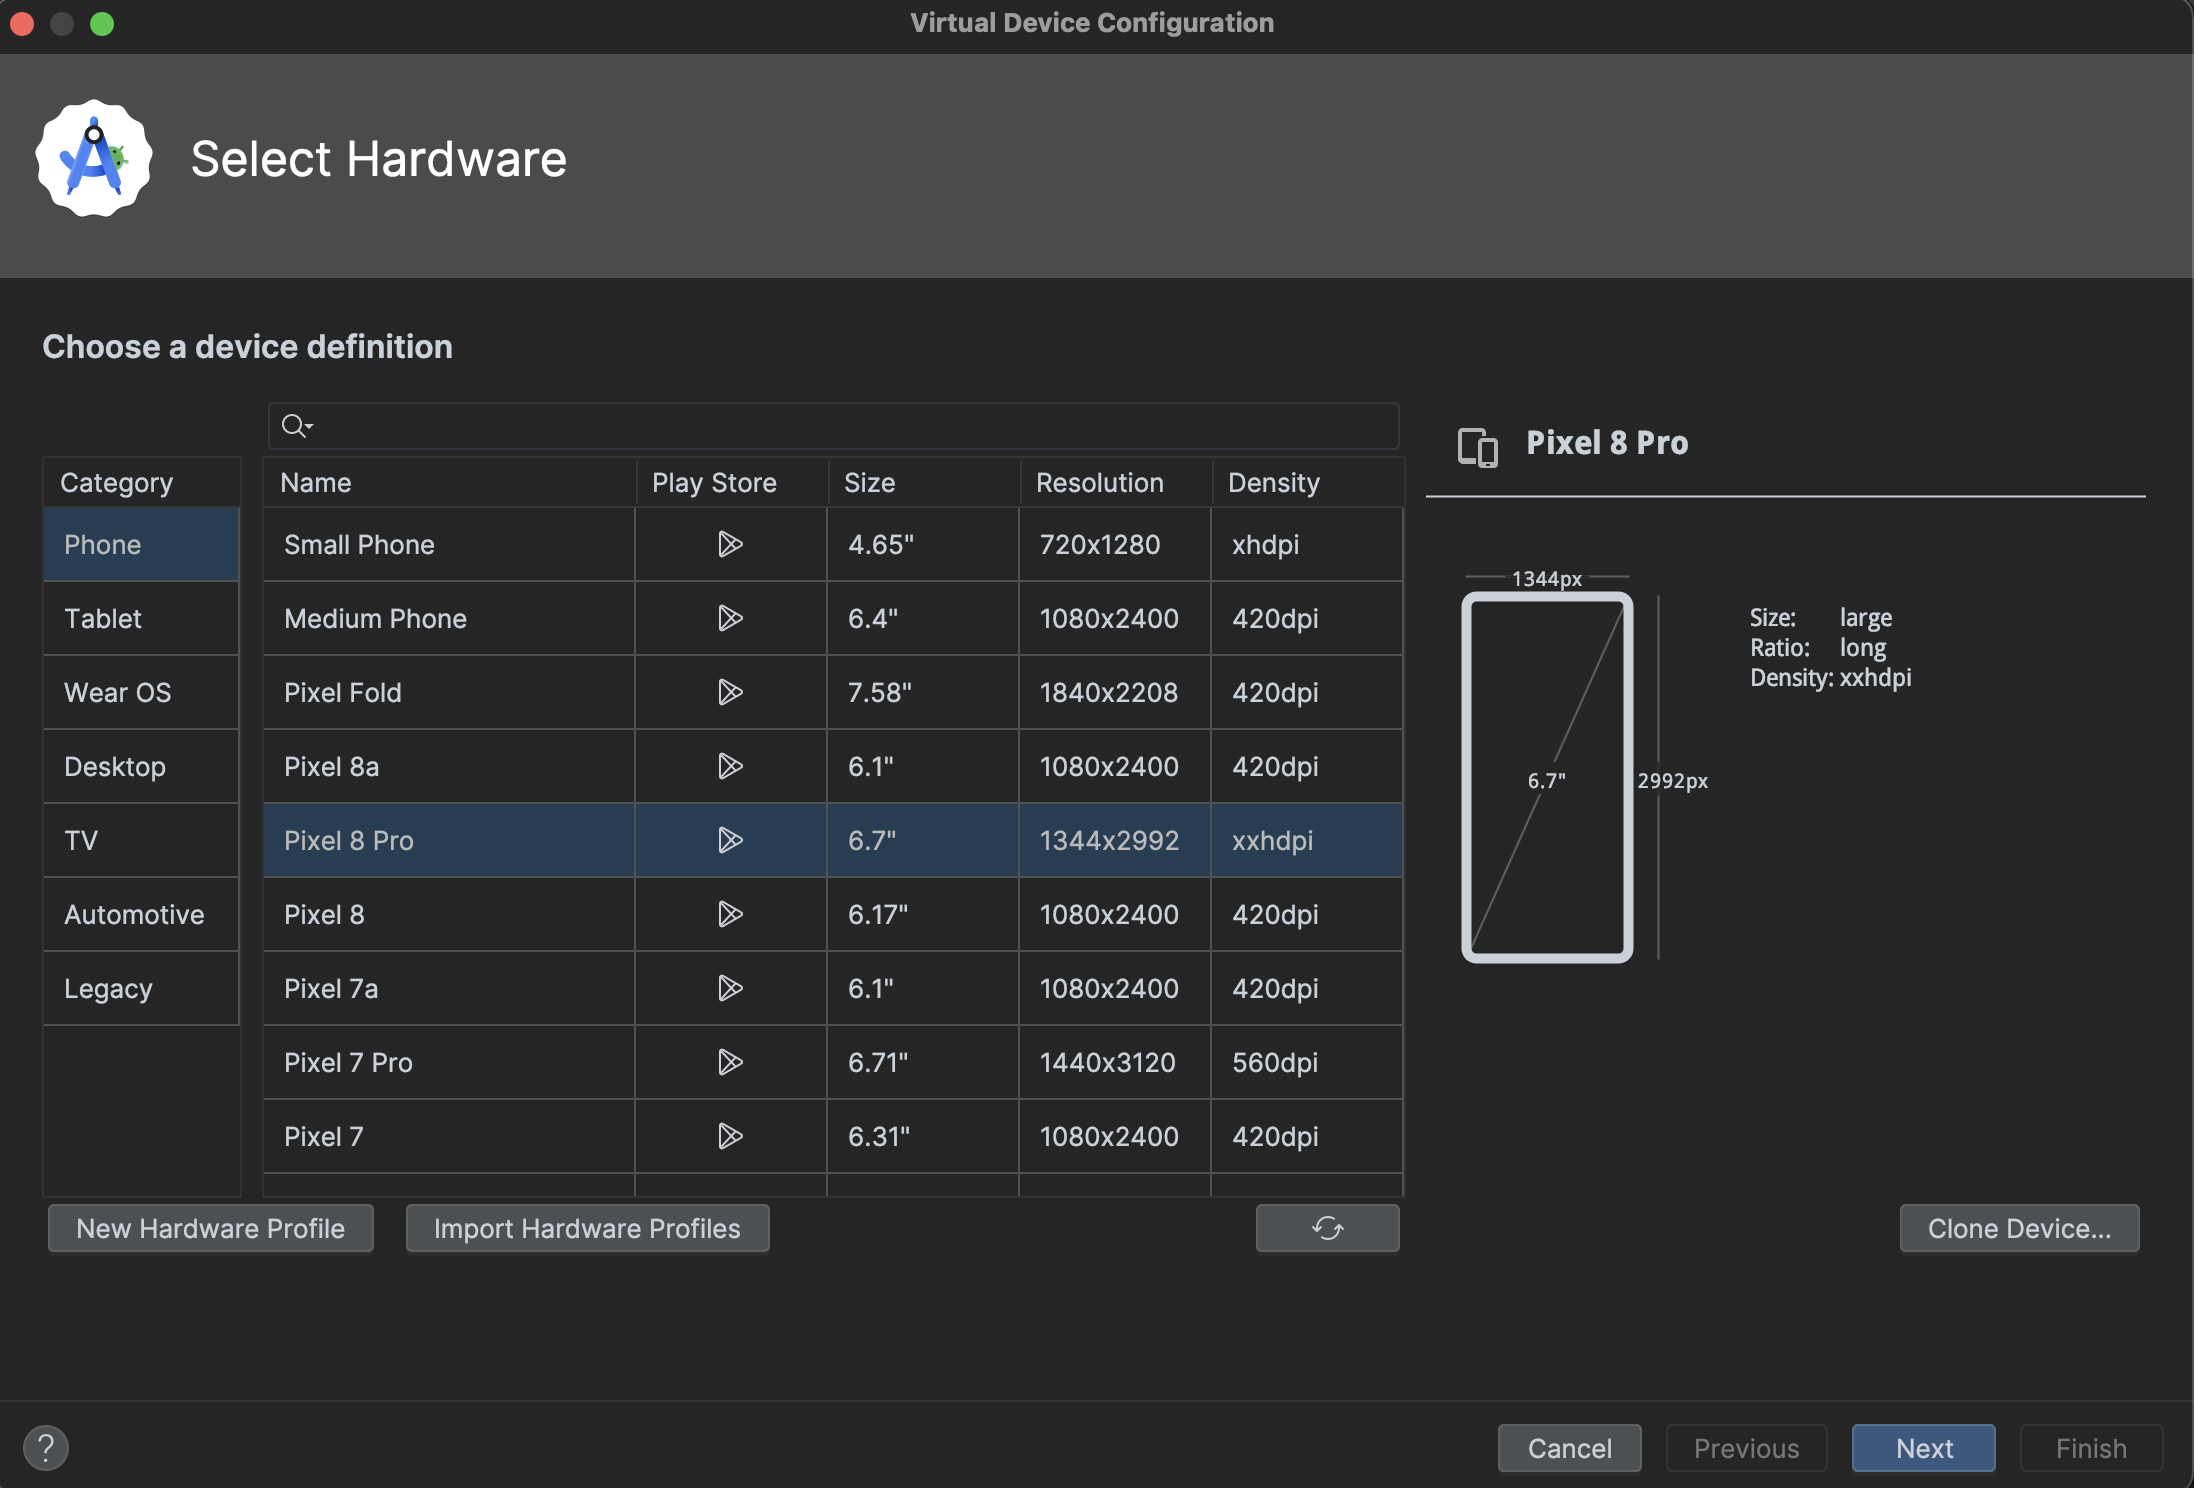 Virtual Device Configuration
Select Hardware
Choose a device definition
Category
Phone
Tablet
Wear OS
Desktop
TV
Automotive
Legacy
Name Play Store Size Resolution Density
Small Phone 4.65" 720x1280 xhdpi
Medium Phone 6.4" 1080x2400 420dpi
Pixel Fold 7.58" 1840x2208 420dpi
Pixel 8a 6.1" 1080x2400 420dpi
Pixel 8 Pro 6.7" 1344x2992 xxhdpi
Pixel 8 6.17" 1080x2400 420dpi
Pixel 7a 6.1" 1080x2400 420dpi
Pixel 7 Pro 6.71" 1440x3120 560dpi
Pixel 7 6.31" 1080x2400 420dpi
Pixel 8 Pro
1344px
6.7"
2992px
Size: large
Ratio: long
Density: xxhdpi
New Hardware Profile Import Hardware Profiles Clone Device...
? Cancel Previous Next Finish